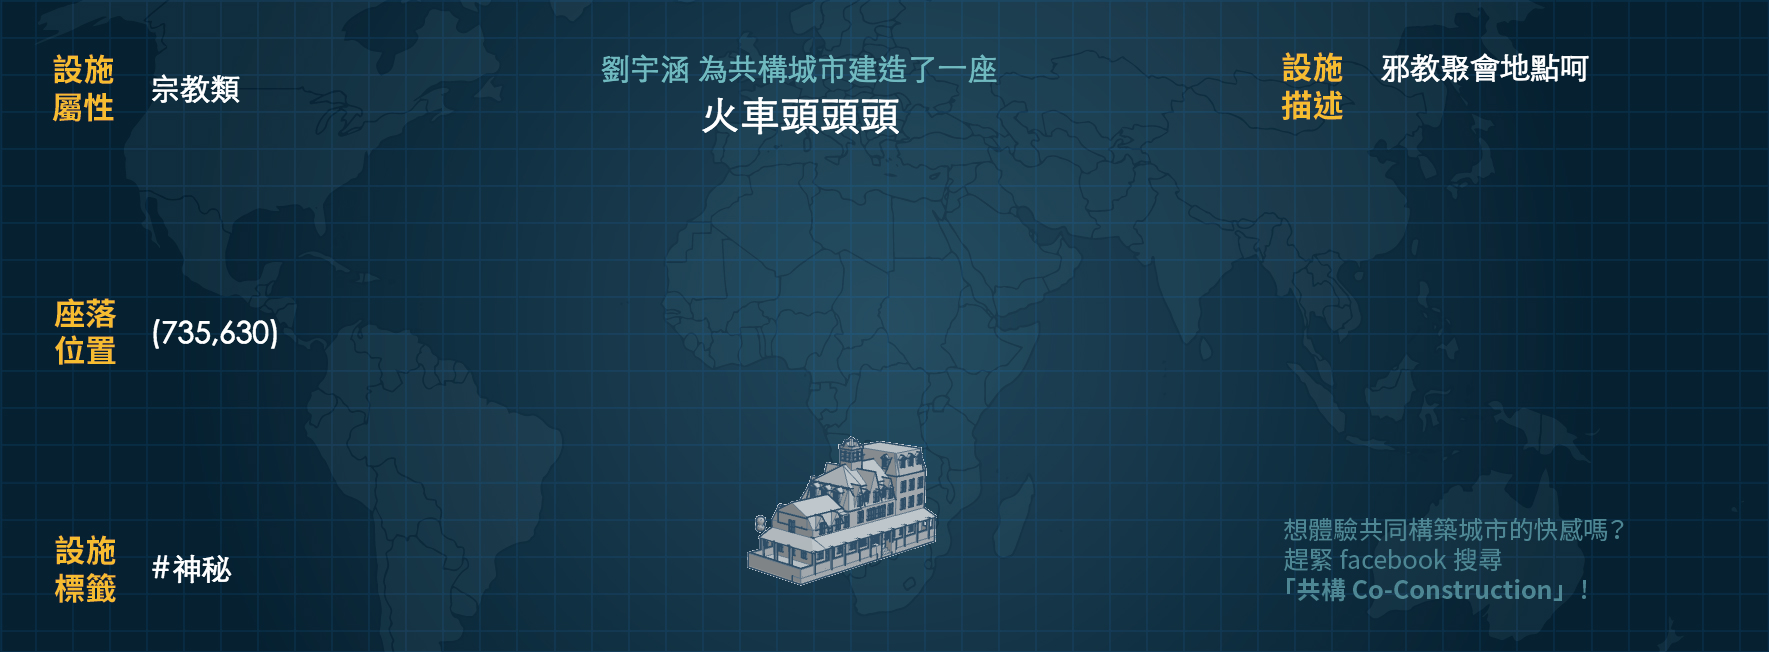 設施
屬性
宗教類
劉宇涵 為共構城市建造了一座
火車頭頭頭
設施
描述
邪教聚會地點呵
座落
位置
(735,630)
設施
標籤
#神秘
想體驗共同構築城市的快感嗎?
趕緊 facebook 搜尋
「共構 Co-Construction」!